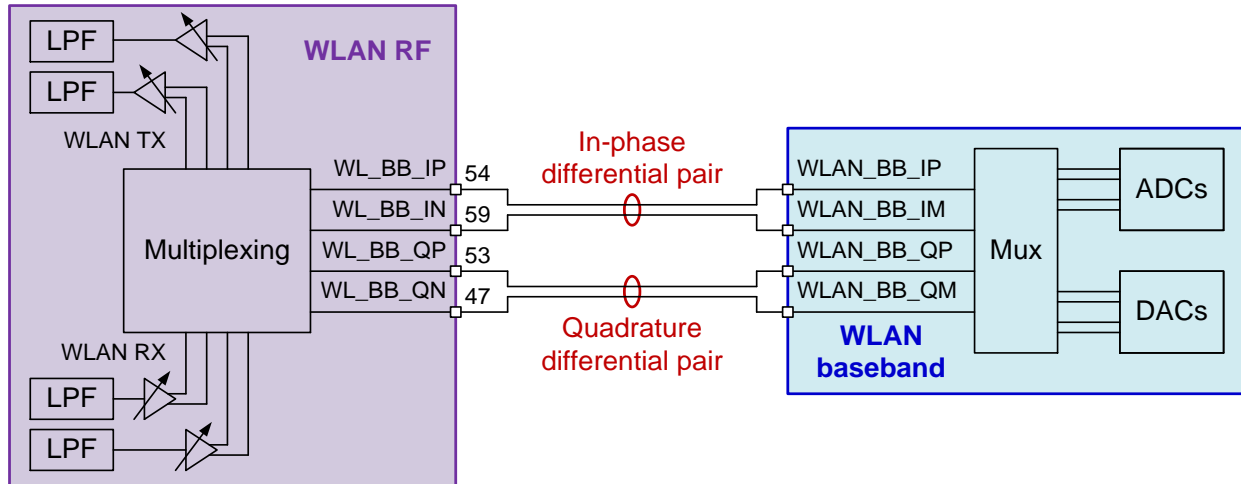 LPF
LPF
WLAN RF
WLAN TX
Multiplexing
WL_BB_IP
WL_BB_IN
WL_BB_QP
WL_BB_QN
54
59
53
47
WLAN RX
LPF
LPF
In-phase
differential pair
Quadrature
differential pair
WLAN_BB_IP
WLAN_BB_IM
WLAN_BB_QP
WLAN_BB_QM
Mux
ADCs
DACs
WLAN
baseband